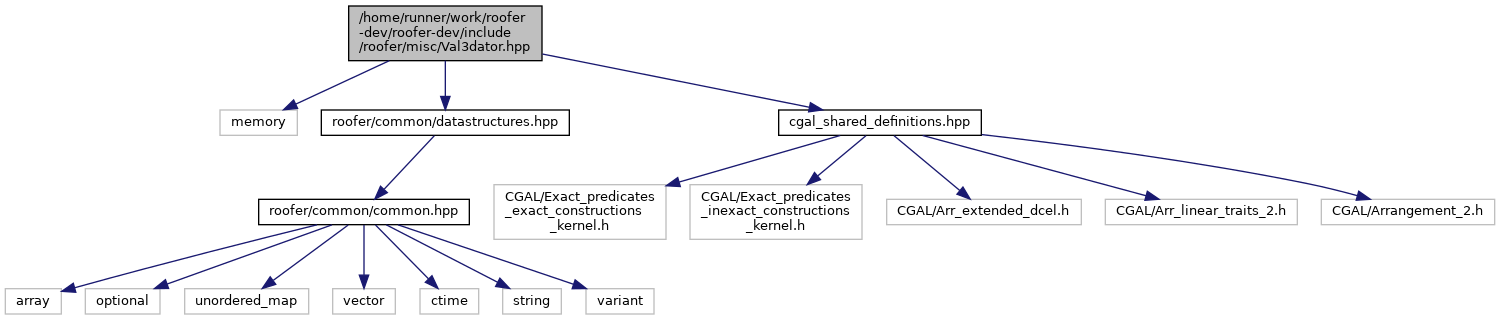 /home/runner/work/roofer
-dev/roofer-dev/include
/roofer/misc/Val3dator.hpp
memory
roofer/common/datastructures.hpp
cgal_shared_definitions.hpp
roofer/common/common.hpp
CGAL/Exact_predicates
_exact_constructions
_kernel.h
CGAL/Exact_predicates
_inexact_constructions
_kernel.h
CGAL/Arr_extended_dcel.h
CGAL/Arr_linear_traits_2.h
CGAL/Arrangement_2.h
array
optional
unordered_map
vector
ctime
string
variant